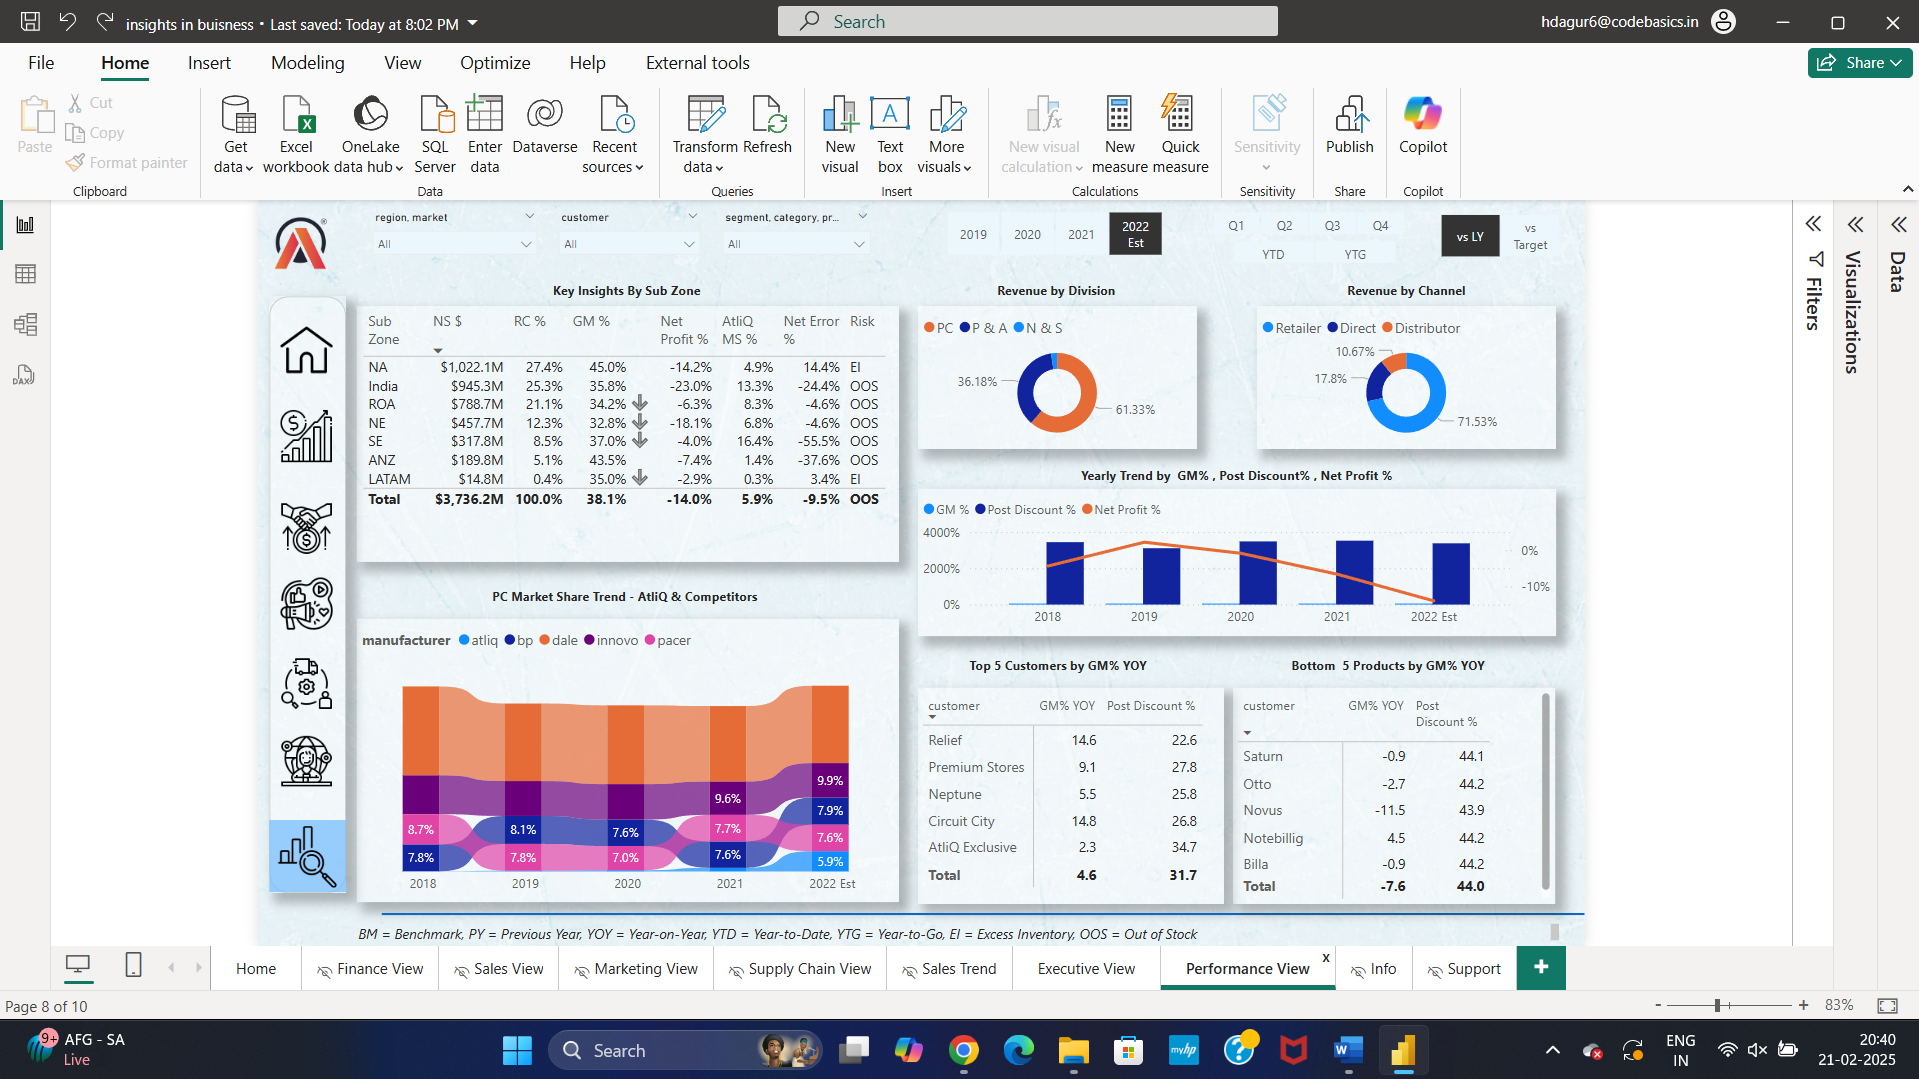 insights in buisness • Last saved: Today at 8:02 PM
Search
hdagur6@codebasics.in
File Home Insert Modeling View Optimize Help External tools
Share
Paste
Cut
Copy
Format painter
Clipboard
Get data
Excel workbook
OneLake data hub
SQL Server
Enter data
Dataverse
Recent sources
Data
Transform data
Refresh
Queries
New visual
Text box
More visuals
Insert
New visual calculation
New measure
Quick measure
Calculations
Sensitivity
Sensitivity
Publish
Share
Copilot
Copilot
region, market
All
customer
All
segment, category, pr...
All
2019 2020 2021 2022 Est
Q1 Q2 Q3 Q4
YTD YTG
vs LY
vs Target
Filters
Visualizations
Data
Key Insights By Sub Zone
Sub Zone NS $ RC % GM % Net Profit % AtliQ MS % Net Error % Risk
NA $1,022.1M 27.4% 45.0% -14.2% 4.9% 14.4% EI
India $945.3M 25.3% 35.8% -23.0% 13.3% -24.4% OOS
ROA $788.7M 21.1% 34.2% -6.3% 8.3% -4.6% OOS
NE $457.7M 12.3% 32.8% -18.1% 6.8% -4.6% OOS
SE $317.8M 8.5% 37.0% -4.0% 16.4% -55.5% OOS
ANZ $189.8M 5.1% 43.5% -7.4% 1.4% -37.6% OOS
LATAM $14.8M 0.4% 35.0% -2.9% 0.3% 3.4% EI
Total $3,736.2M 100.0% 38.1% -14.0% 5.9% -9.5% OOS
Revenue by Division
PC P & A N & S
36.18%
61.33%
Revenue by Channel
Retailer Direct Distributor
10.67%
17.8%
71.53%
Yearly Trend by GM% , Post Discount% , Net Profit %
GM % Post Discount % Net Profit %
4000%
2000%
0%
0%
-10%
2018 2019 2020 2021 2022 Est
PC Market Share Trend - AtliQ & Competitors
manufacturer atliq bp dale innovo pacer
8.7% 7.8%
8.1% 7.8%
7.6% 7.0%
9.6% 7.7% 7.6%
9.9% 7.9% 7.6% 5.9%
2018 2019 2020 2021 2022 Est
Top 5 Customers by GM% YOY
customer GM% YOY Post Discount %
Relief 14.6 22.6
Premium Stores 9.1 27.8
Neptune 5.5 25.8
Circuit City 14.8 26.8
AtliQ Exclusive 2.3 34.7
Total 4.6 31.7
Bottom 5 Products by GM% YOY
customer GM% YOY Post Discount %
Saturn -0.9 44.1
Otto -2.7 44.2
Novus -11.5 43.9
Notebillig 4.5 44.2
Billa -0.9 44.2
Total -7.6 44.0
BM = Benchmark, PY = Previous Year, YOY = Year-on-Year, YTD = Year-to-Date, YTG = Year-to-Go, EI = Excess Inventory, OOS = Out of Stock
Home Finance View Sales View Marketing View Supply Chain View Sales Trend Executive View Performance View x Info Support +
Page 8 of 10
- + 83%
9+
AFG - SA
Live
Search
myhp
ENG
IN
20:40
21-02-2025